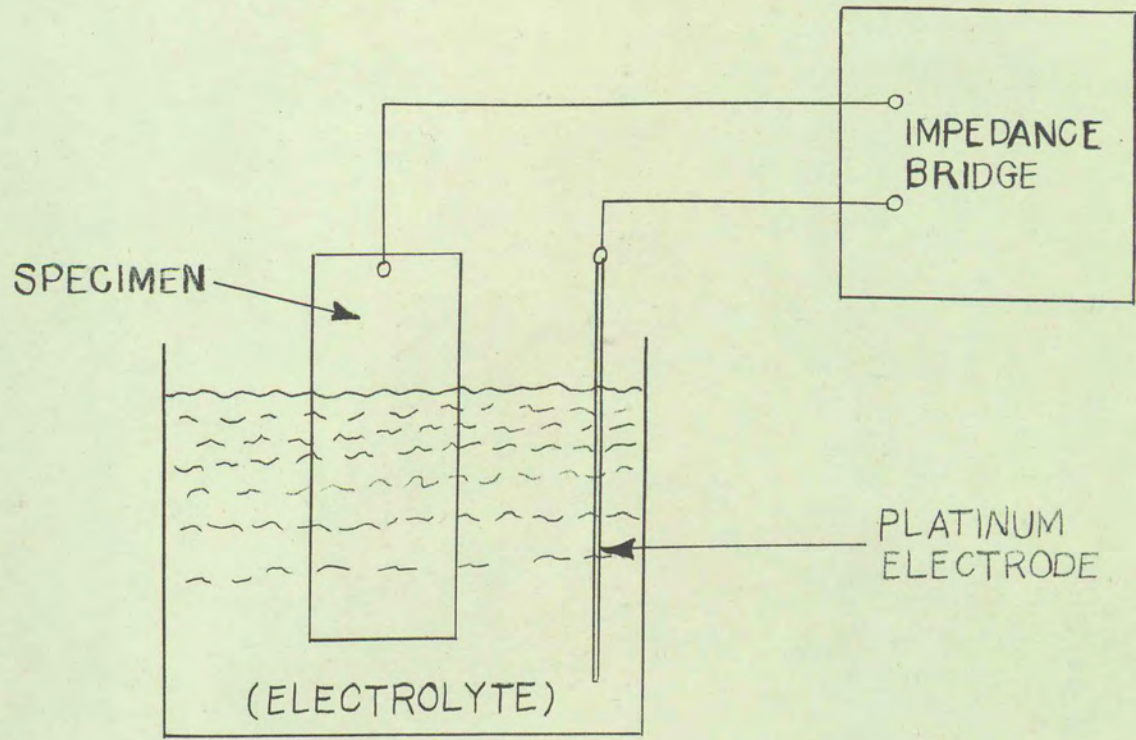 IMPEDANCE
BRIDGE
SPECIMEN
PLATINUM
ELECTRODE
(ELECTROLYTE)